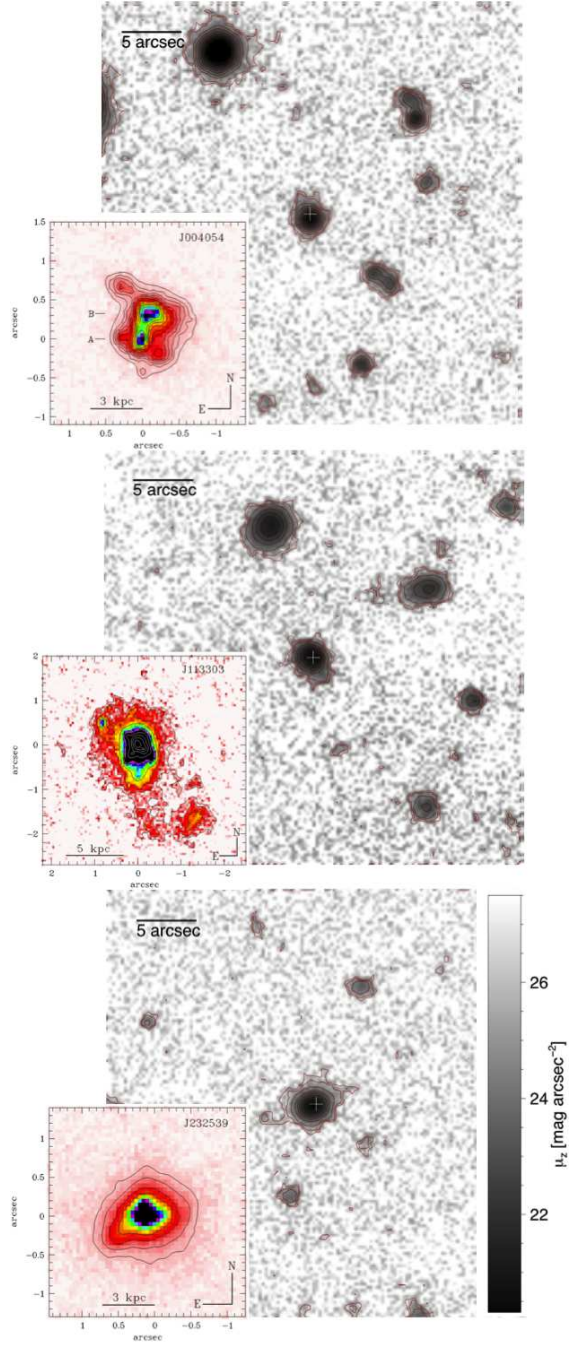 5 arcsec
J004054
1.5
1
0.5
0
-0.5
-1
arcsec
B
A
3 kpc
N
E
1 0.5 0 -0.5 -1
arcsec
5 arcsec
J113303
2
1
0
-1
-2
arcsec
5 kpc
N
E
2 1 0 -1 -2
arcsec
5 arcsec
J232539
1
0.5
0
-0.5
-1
arcsec
3 kpc
N
E
1 0.5 0 -0.5 -1
arcsec
26
24
22
μz [mag arcsec⁻²]